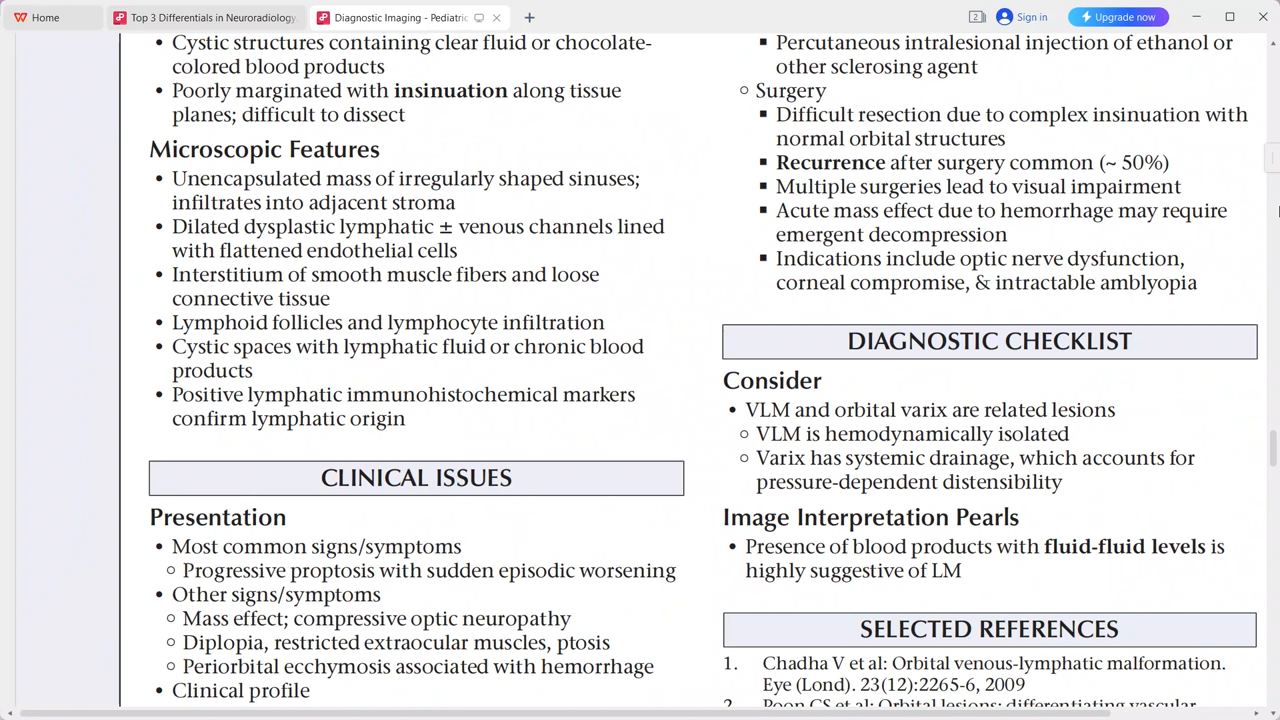 Home
Top 3 Differentials in Neuroradiology
Diagnostic Imaging - Pediatric
2
Sign in
Upgrade now
• Cystic structures containing clear fluid or chocolate-
colored blood products
• Poorly marginated with insinuation along tissue
planes; difficult to dissect
Microscopic Features
• Unencapsulated mass of irregularly shaped sinuses;
infiltrates into adjacent stroma
• Dilated dysplastic lymphatic ± venous channels lined
with flattened endothelial cells
• Interstitium of smooth muscle fibers and loose
connective tissue
• Lymphoid follicles and lymphocyte infiltration
• Cystic spaces with lymphatic fluid or chronic blood
products
• Positive lymphatic immunohistochemical markers
confirm lymphatic origin
CLINICAL ISSUES
Presentation
• Most common signs/symptoms
○ Progressive proptosis with sudden episodic worsening
• Other signs/symptoms
○ Mass effect; compressive optic neuropathy
○ Diplopia, restricted extraocular muscles, ptosis
○ Periorbital ecchymosis associated with hemorrhage
• Clinical profile
▪ Percutaneous intralesional injection of ethanol or
other sclerosing agent
○ Surgery
▪ Difficult resection due to complex insinuation with
normal orbital structures
▪ Recurrence after surgery common (~ 50%)
▪ Multiple surgeries lead to visual impairment
▪ Acute mass effect due to hemorrhage may require
emergent decompression
▪ Indications include optic nerve dysfunction,
corneal compromise, & intractable amblyopia
DIAGNOSTIC CHECKLIST
Consider
• VLM and orbital varix are related lesions
○ VLM is hemodynamically isolated
○ Varix has systemic drainage, which accounts for
pressure-dependent distensibility
Image Interpretation Pearls
• Presence of blood products with fluid-fluid levels is
highly suggestive of LM
SELECTED REFERENCES
1. Chadha V et al: Orbital venous-lymphatic malformation.
Eye (Lond). 23(12):2265-6, 2009
2. Poon CS et al: Orbital lesions: differentiating vascular